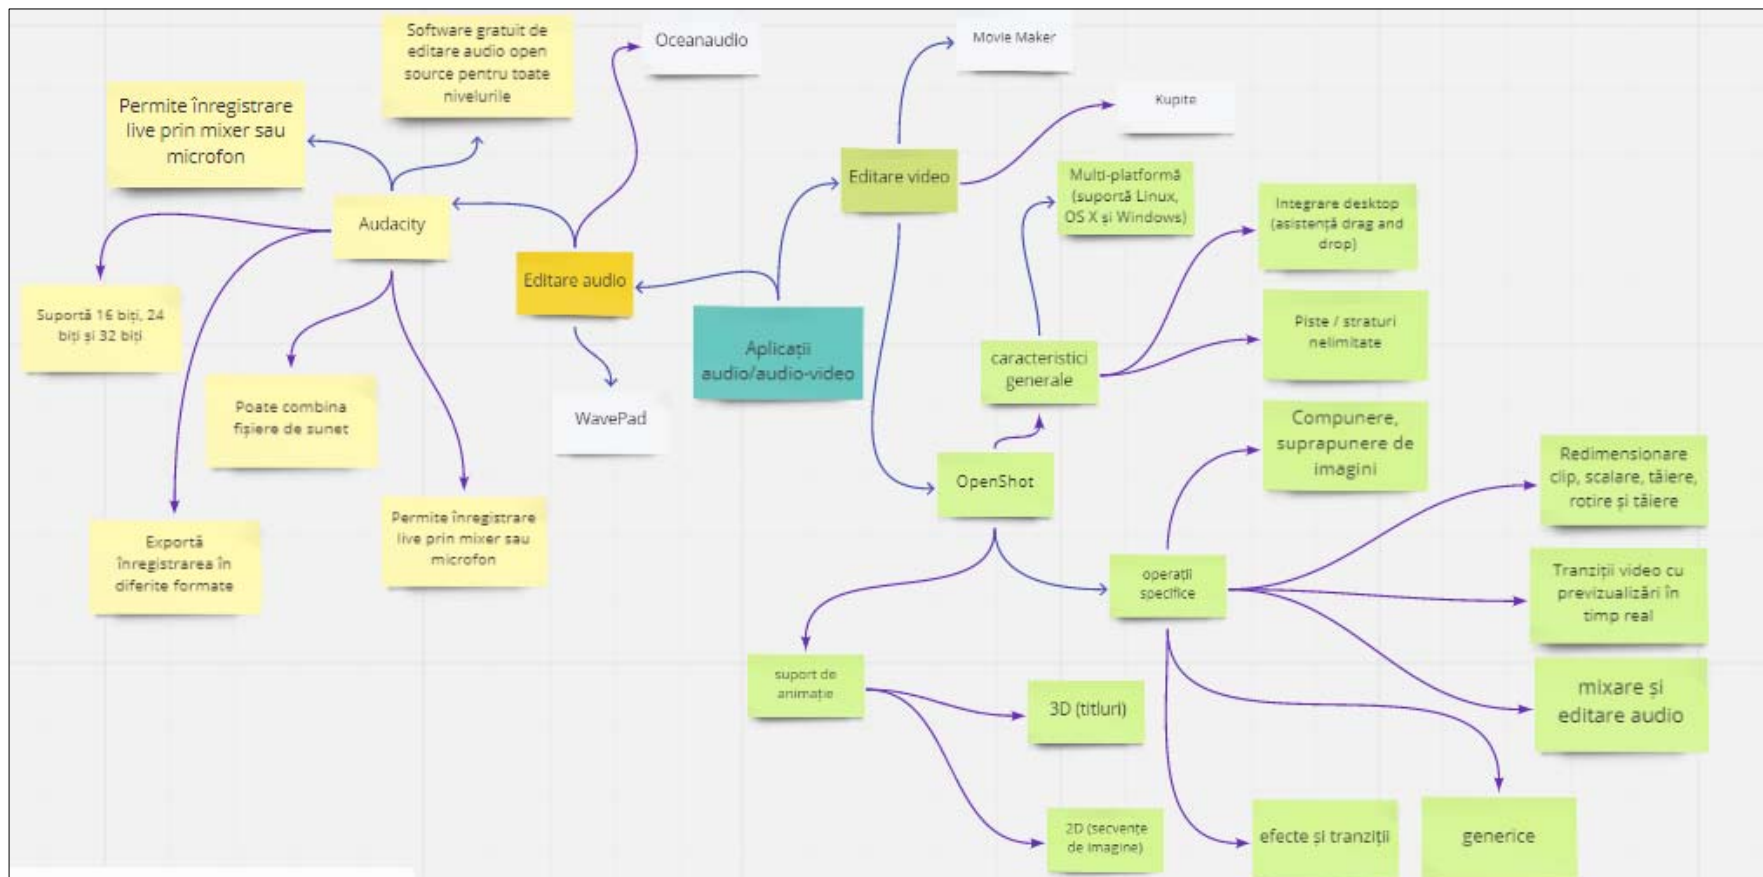 Software gratuit de
editare audio open
source pentru toate
nivelurile
Oceanaudio
Movie Maker
Permite înregistrare
live prin mixer sau
microfon
Kupite
Editare video
Multi-platformă
(suportă Linux,
OS X și Windows)
Integrare desktop
(asistență drag and
drop)
Audacity
Editare audio
Suportă 16 biți, 24
biți și 32 biți
Aplicații
audio/audio-video
caracteristici
generale
Piste / straturi
nelimitate
Poate combina
fișiere de sunet
WavePad
Compunere,
suprapunere de
imagini
OpenShot
Redimensionare
clip, scalare, tăiere,
rotire și tăiere
Exportă
înregistrarea în
diferite formate
Permite înregistrare
live prin mixer sau
microfon
operații
specifice
Tranziții video cu
previzualizări în
timp real
suport de
animație
3D (titluri)
mixare și
editare audio
2D (secvențe
de imagine)
efecte și tranziții
generice